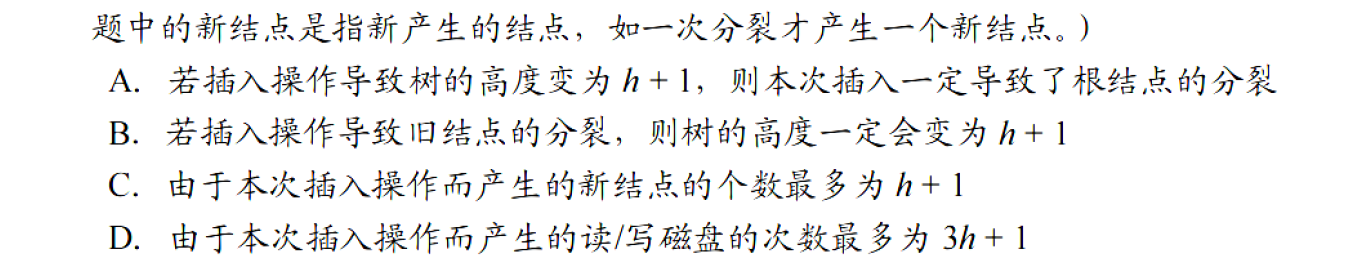 题中的新结点是指新产生的结点，如一次分裂才产生一个新结点。）
A. 若插入操作导致树的高度变为 h + 1，则本次插入一定导致了根结点的分裂
B. 若插入操作导致旧结点的分裂，则树的高度一定会变为 h + 1
C. 由于本次插入操作而产生的新结点的个数最多为 h + 1
D. 由于本次插入操作而产生的读/写磁盘的次数最多为 3h + 1